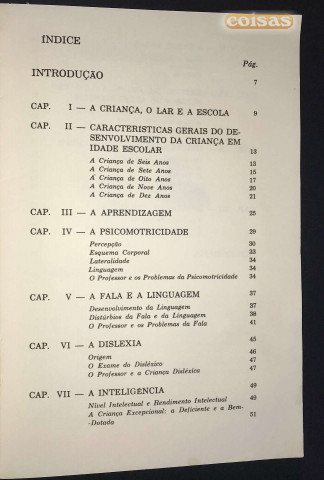 coisas
ÍNDICE
Pág.
INTRODUÇÃO 7
CAP. I — A CRIANÇA, O LAR E A ESCOLA 9
CAP. II — CARACTERÍSTICAS GERAIS DO DE-
SENVOLVIMENTO DA CRIANÇA EM
IDADE ESCOLAR 13
A Criança de Seis Anos 13
A Criança de Sete Anos 15
A Criança de Oito Anos 17
A Criança de Nove Anos 20
A Criança de Dez Anos 21
CAP. III — A APRENDIZAGEM 25
CAP. IV — A PSICOMOTRICIDADE 29
Percepção 30
Esquema Corporal 33
Lateralidade 34
Linguagem 34
O Professor e os Problemas da Psicomotricidade 34
CAP. V — A FALA E A LINGUAGEM 37
Desenvolvimento da Linguagem 37
Distúrbios da Fala e da Linguagem 38
O Professor e os Problemas da Fala 41
CAP. VI — A DISLEXIA 45
Origem 46
O Exame do Disléxico 47
O Professor e a Criança Disléxica 47
CAP. VII — A INTELIGÊNCIA 49
Nível Intelectual e Rendimento Intelectual 49
A Criança Excepcional: a Deficiente e a Bem-
-Dotada 51